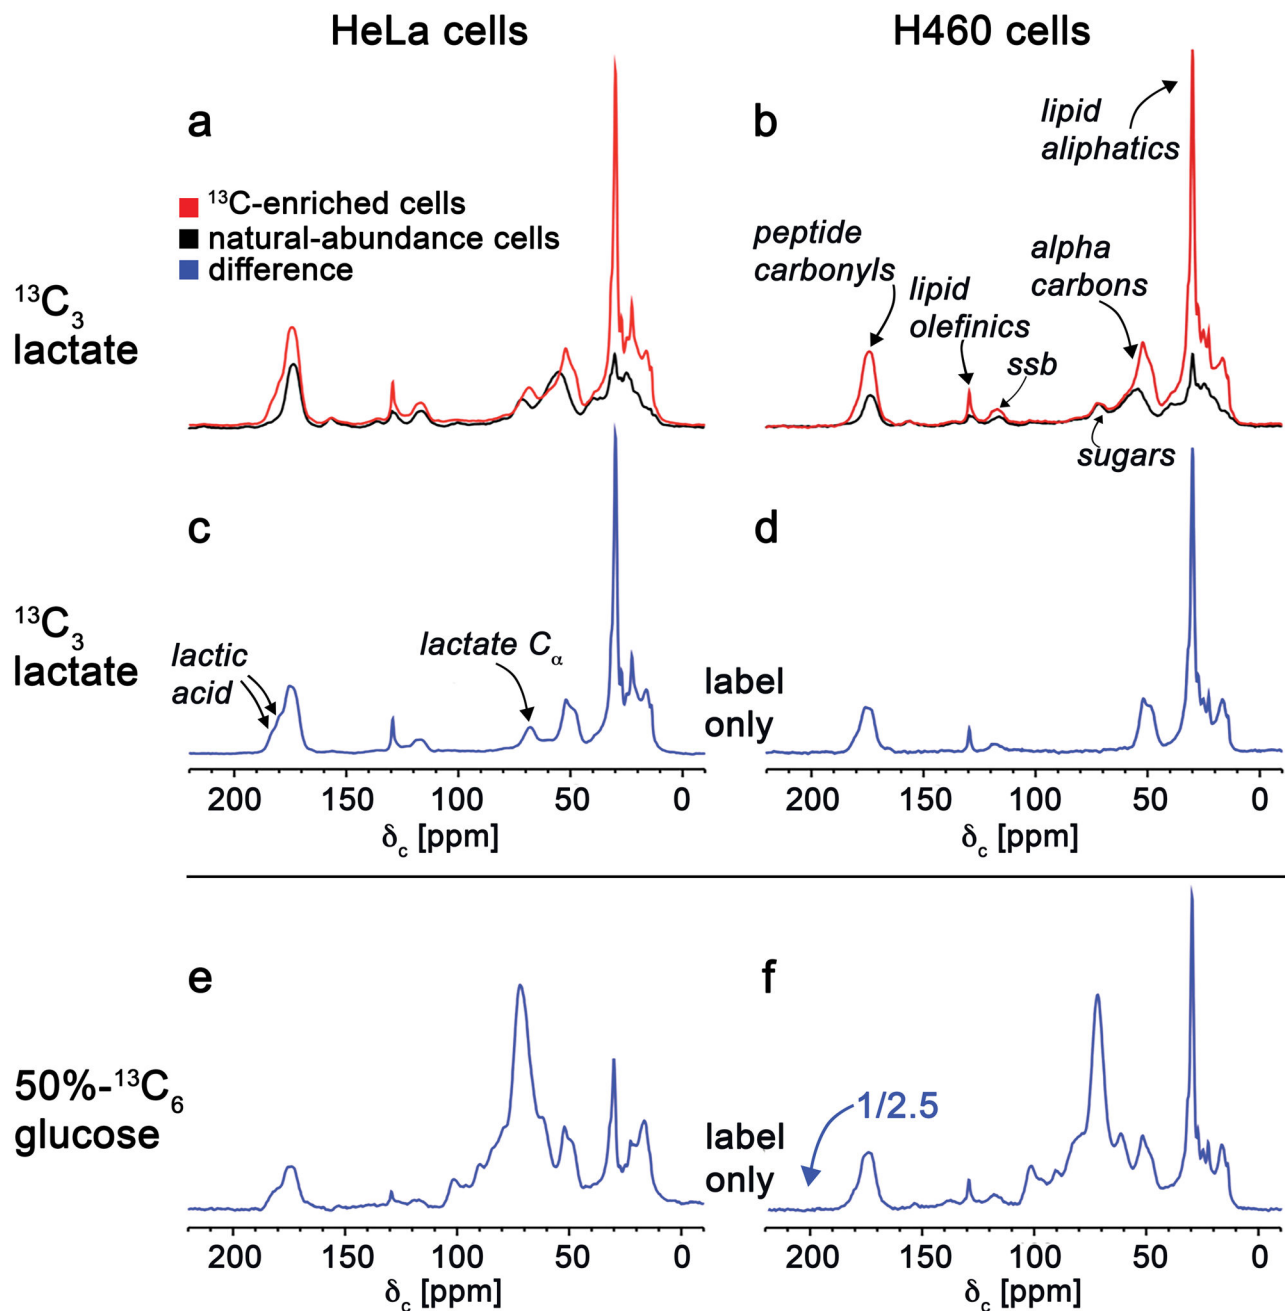 HeLa cells
H460 cells
a
b
■ ¹³C-enriched cells
■ natural-abundance cells
■ difference
¹³C₃
lactate
lipid
aliphatics
peptide
carbonyls
lipid
olefinics
alpha
carbons
ssb
sugars
c
d
¹³C₃
lactate
lactic
acid
lactate Cα
label
only
200 150 100 50 0
δc [ppm]
200 150 100 50 0
δc [ppm]
e
f
50%-¹³C₆
glucose
label
only
1/2.5
200 150 100 50 0
δc [ppm]
200 150 100 50 0
δc [ppm]